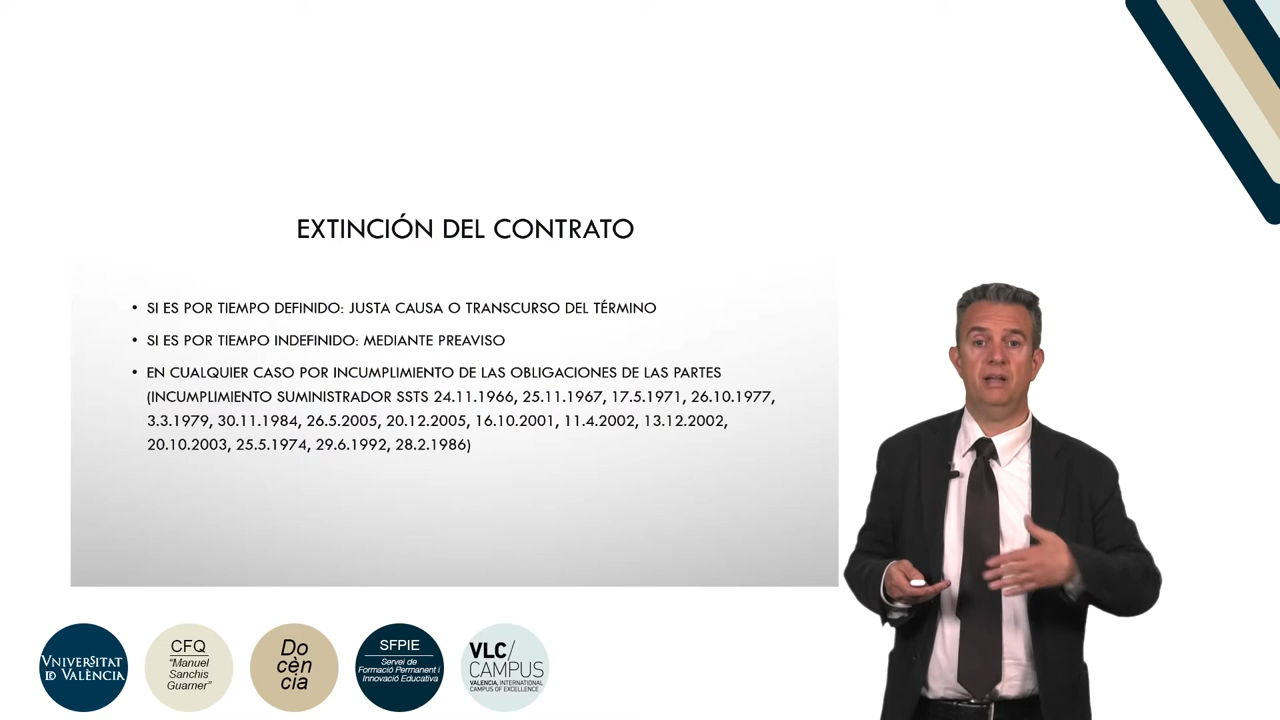 EXTINCIÓN DEL CONTRATO
• SI ES POR TIEMPO DEFINIDO: JUSTA CAUSA O TRANSCURSO DEL TÉRMINO
• SI ES POR TIEMPO INDEFINIDO: MEDIANTE PREAVISO
• EN CUALQUIER CASO POR INCUMPLIMIENTO DE LAS OBLIGACIONES DE LAS PARTES
(INCUMPLIMIENTO SUMINISTRADOR SSTS 24.11.1966, 25.11.1967, 17.5.1971, 26.10.1977,
3.3.1979, 30.11.1984, 26.5.2005, 20.12.2005, 16.10.2001, 11.4.2002, 13.12.2002,
20.10.2003, 25.5.1974, 29.6.1992, 28.2.1986)
VNIVERSITAT
ID VALÈNCIA
CFQ
"Manuel
Sanchis
Guarner"
Do
cèn
cia
SFPIE
Servei de
Formació Permanent i
Innovació Educativa
VLC/
CAMPUS
VALENCIA, INTERNATIONAL
CAMPUS OF EXCELLENCE